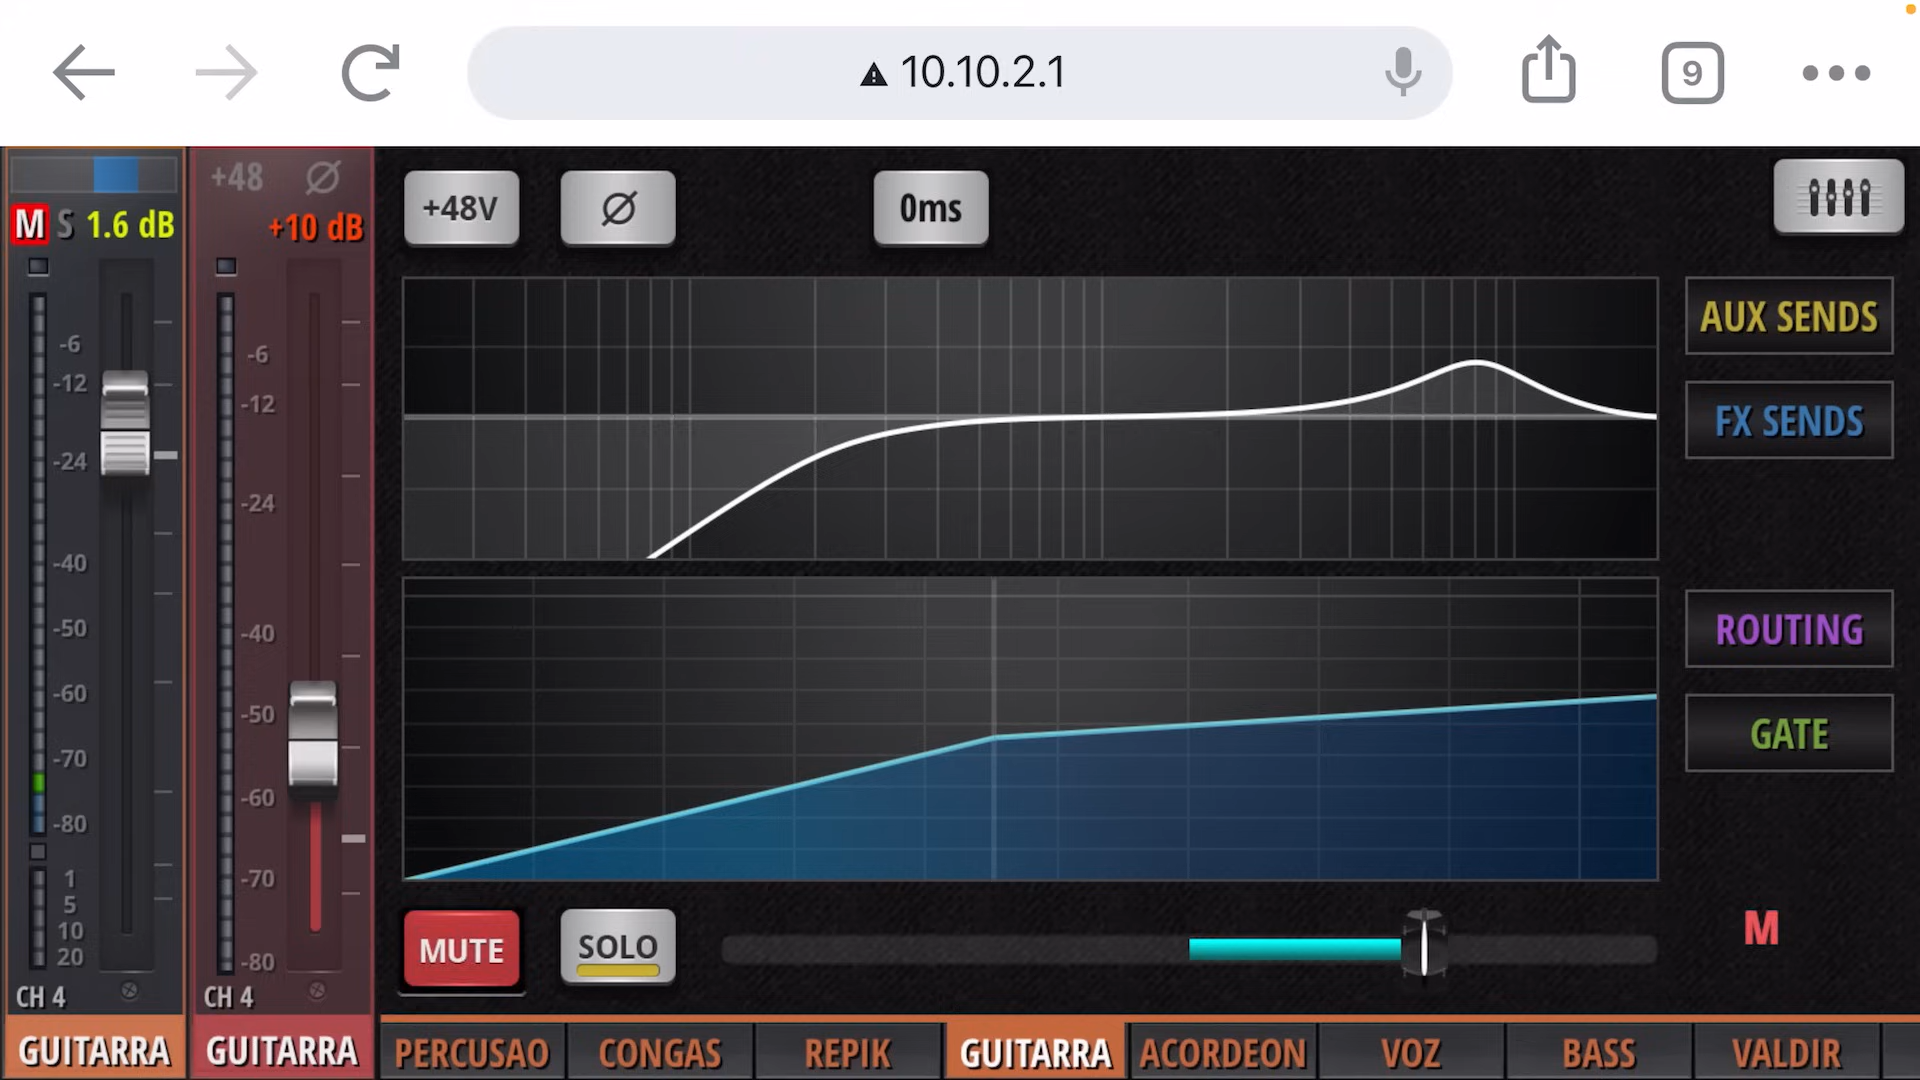 10.10.2.1
9
M S 1.6 dB
-6
-12
-24
-40
-50
-60
-70
-80
1
5
10
20
CH 4
GUITARRA
+48 Ø
+10 dB
-6
-12
-24
-40
-50
-60
-70
-80
CH 4
GUITARRA
+48V Ø 0ms
AUX SENDS
FX SENDS
ROUTING
GATE
MUTE SOLO M
PERCUSAO CONGAS REPIK GUITARRA ACORDEON VOZ BASS VALDIR